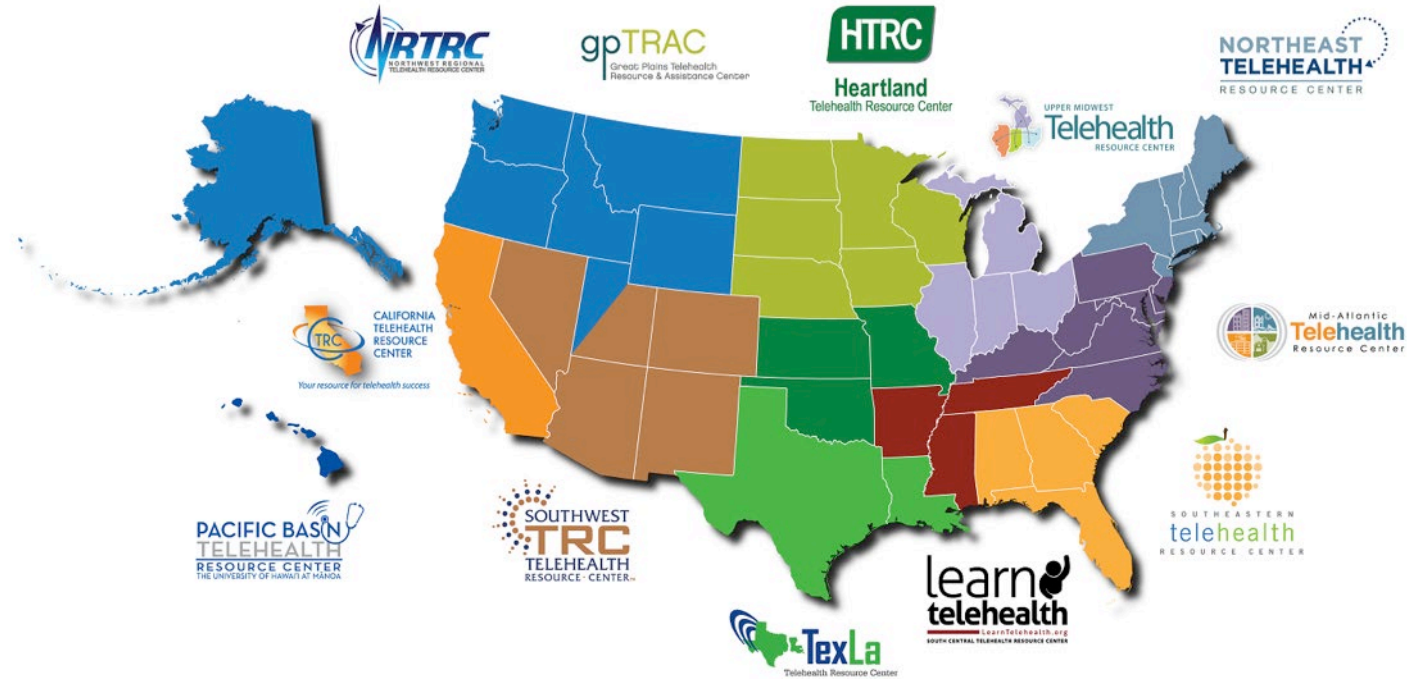 NRTRC
NORTHWEST REGIONAL
TELEHEALTH RESOURCE CENTER
gpTRAC
Great Plains Telehealth
Resource & Assistance Center
HTRC
Heartland
Telehealth Resource Center
UPPER MIDWEST
Telehealth
RESOURCE CENTER
NORTHEAST
TELEHEALTH
RESOURCE CENTER
TRC
CALIFORNIA
TELEHEALTH
RESOURCE
CENTER
Your resource for telehealth success
Mid-Atlantic
Telehealth
Resource Center
PACIFIC BASIN
TELEHEALTH
RESOURCE CENTER
THE UNIVERSITY OF HAWAI'I AT MĀNOA
SOUTHWEST
TRC
TELEHEALTH
RESOURCE · CENTER
SOUTHEASTERN
telehealth
RESOURCE CENTER
learn
telehealth
LearnTelehealth.org
SOUTH CENTRAL TELEHEALTH RESOURCE CENTER
TexLa
Telehealth Resource Center